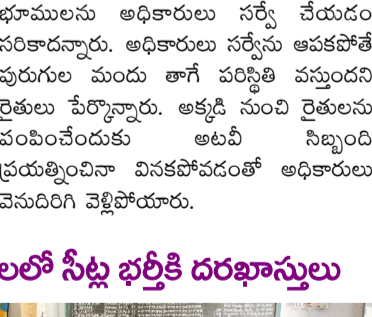 భూములను అధికారులు సర్వే చేయడం
సరికాదన్నారు. అధికారులు సర్వేను ఆపకపోతే
పురుగుల మందు తాగే పరిస్థితి వస్తుందని
రైతులు పేర్కొన్నారు. అక్కడి నుంచి రైతులను
పంపించేందుకు అటవీ సిబ్బంది
ప్రయత్నించినా వినకపోవడంతో అధికారులు
వెనుదిరిగి వెళ్లిపోయారు.
లలో సీట్ల భర్తీకి దరఖాస్తులు